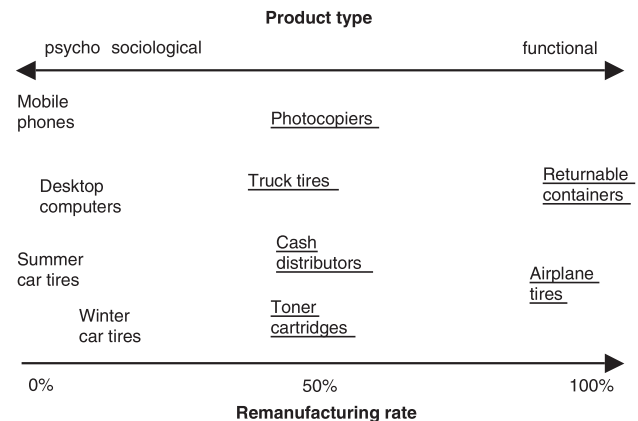 Product type
psycho sociological
functional
Mobile
phones
Photocopiers
Desktop
computers
Truck tires
Returnable
containers
Summer
car tires
Cash
distributors
Airplane
tires
Winter
car tires
Toner
cartridges
0%
50%
100%
Remanufacturing rate